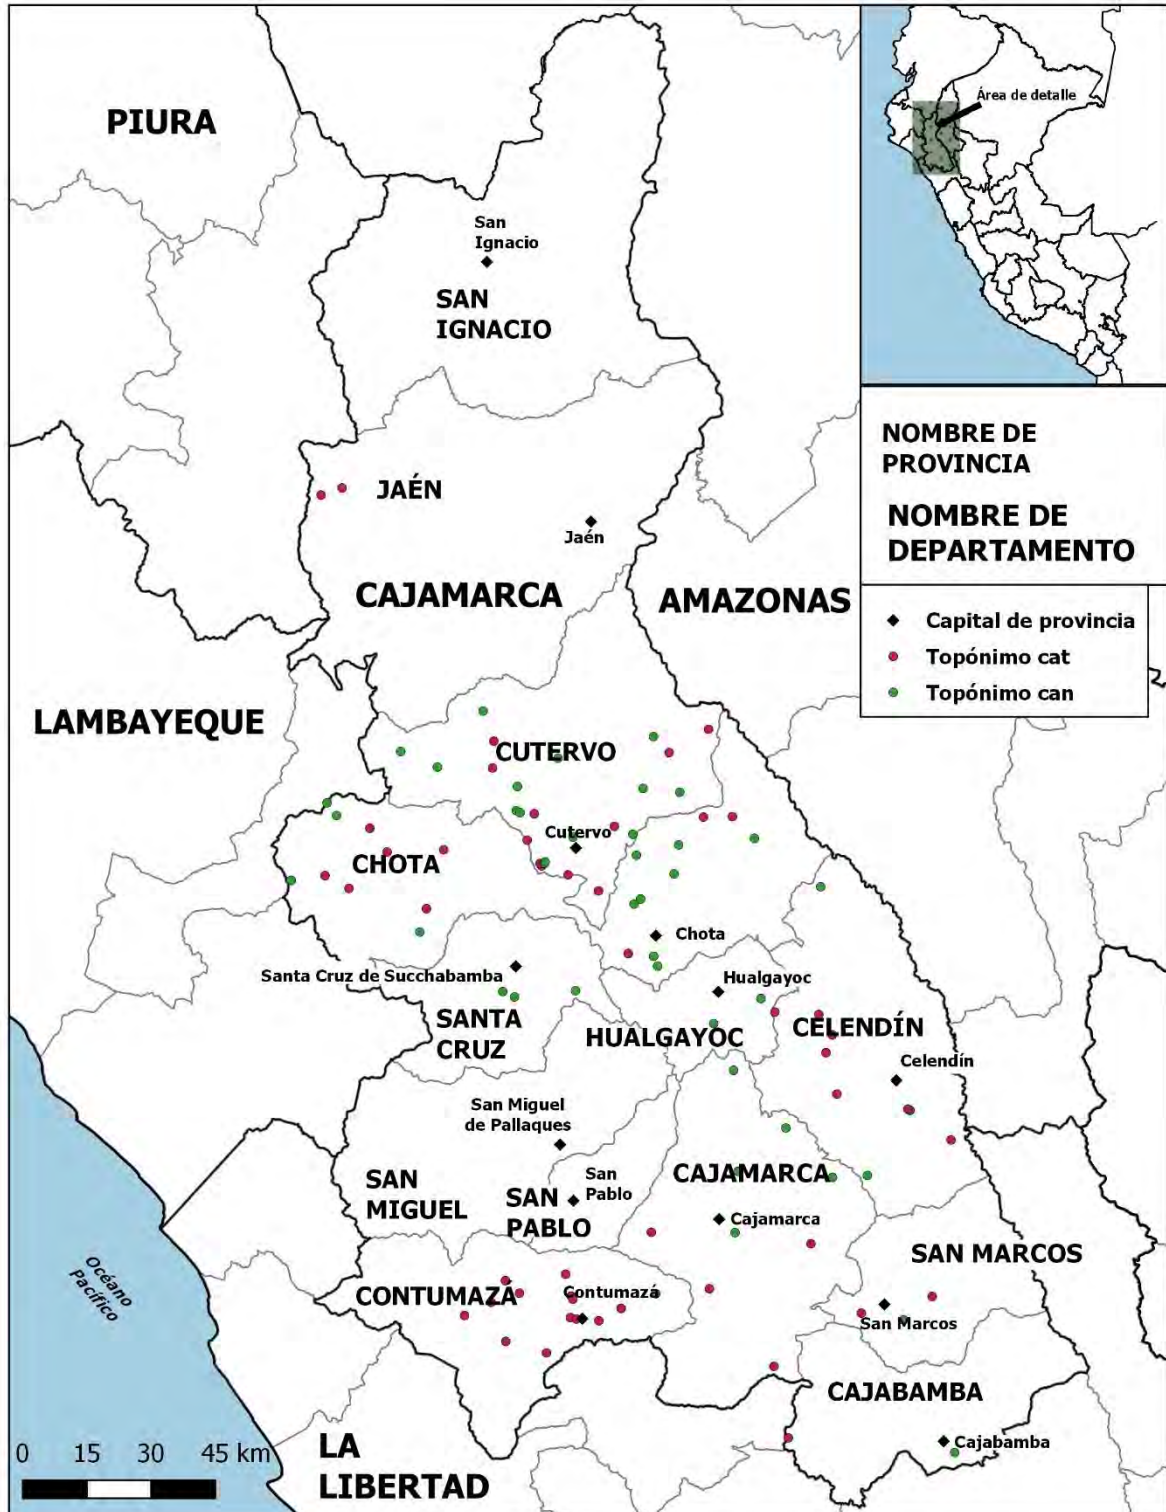 PIURA
Área de detalle
San
Ignacio
SAN
IGNACIO
NOMBRE DE
PROVINCIA
NOMBRE DE
DEPARTAMENTO
JAÉN
Jaén
CAJAMARCA
AMAZONAS
Capital de provincia
Topónimo cat
Topónimo can
LAMBAYEQUE
CUTERVO
Cutervo
CHOTA
Chota
Santa Cruz de Succhabamba
Hualgayoc
SANTA
CRUZ
HUALGAYOC
CELENDÍN
Celendín
San Miguel
de Pallaques
CAJAMARCA
SAN
MIGUEL
SAN
PABLO
San
Pablo
Cajamarca
SAN MARCOS
Océano
Pacífico
CONTUMAZÁ
Contumazá
San Marcos
CAJABAMBA
Cajabamba
LA
LIBERTAD
0 15 30 45 km